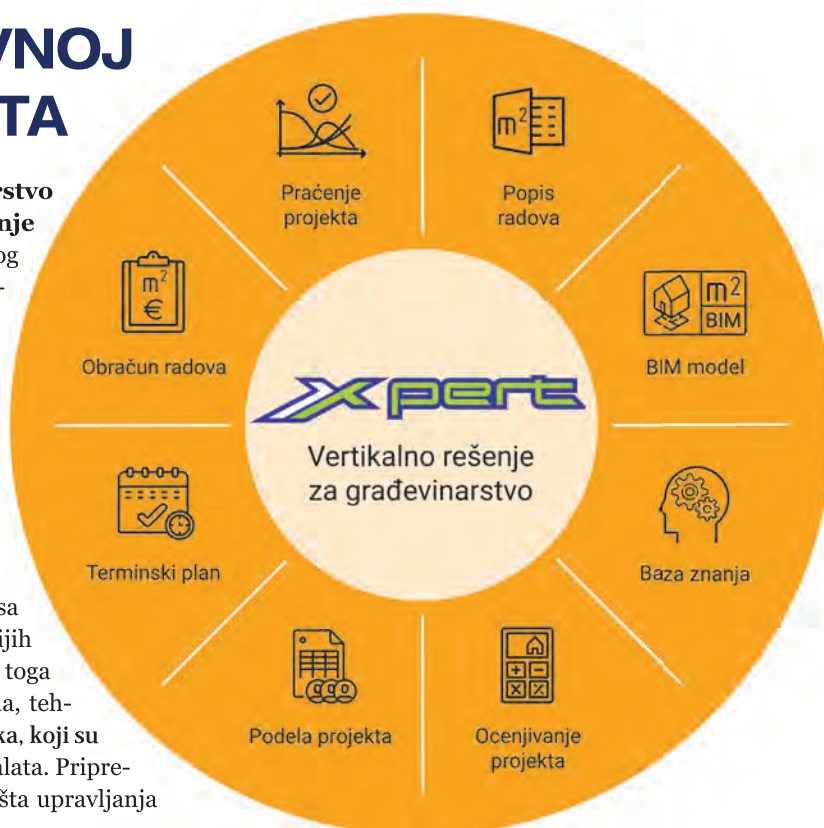 VNOJ
TA
rstvo
nje
og
-
sa
ijih
toga
a, teh-
ka, koji su
alata. Pripre-
šta upravljanja
Praćenje
projekta
Popis
radova
m²
m²
€
Obračun radova
m²
BIM
BIM model
Xpert
Vertikalno rešenje
za građevinarstvo
Terminski plan
Baza znanja
Podela projekta
Ocenjivanje
projekta